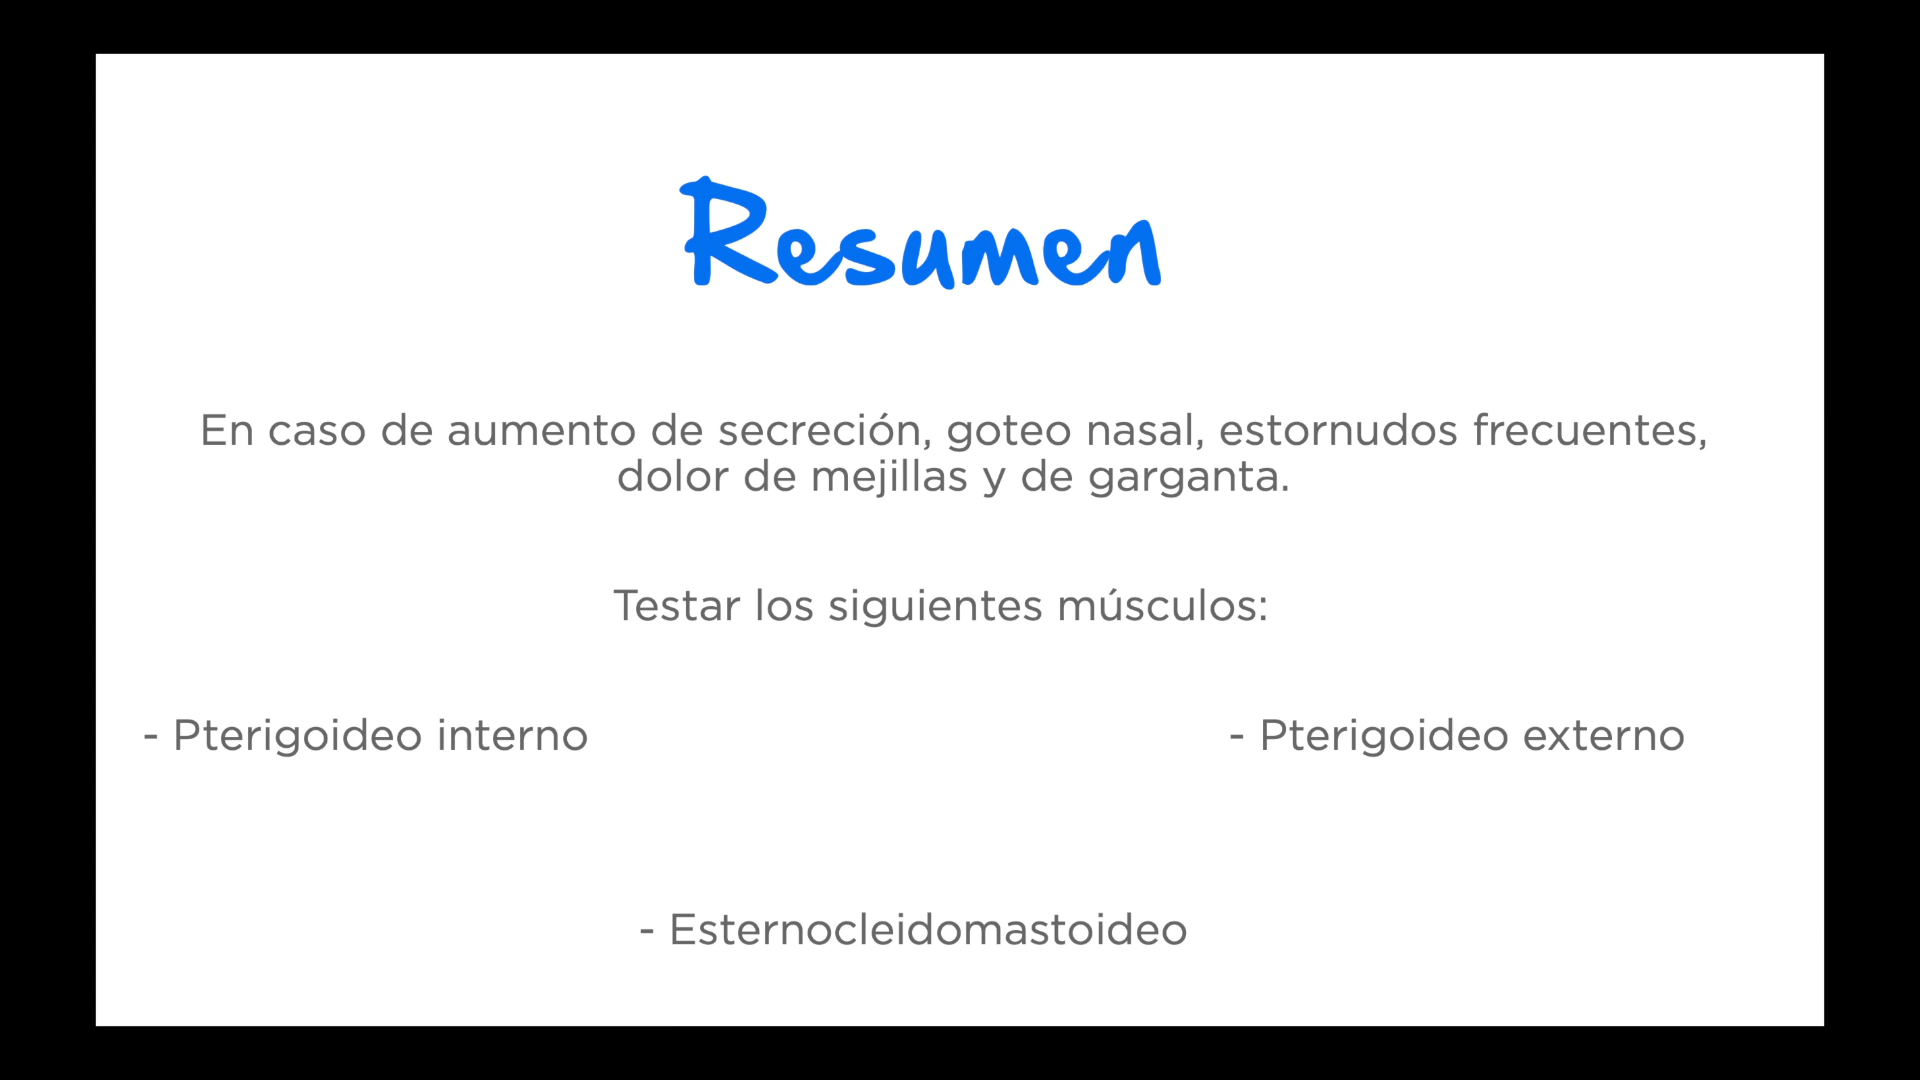 Resumen
En caso de aumento de secreción, goteo nasal, estornudos frecuentes,
dolor de mejillas y de garganta.
Testar los siguientes músculos:
- Pterigoideo interno
- Pterigoideo externo
- Esternocleidomastoideo